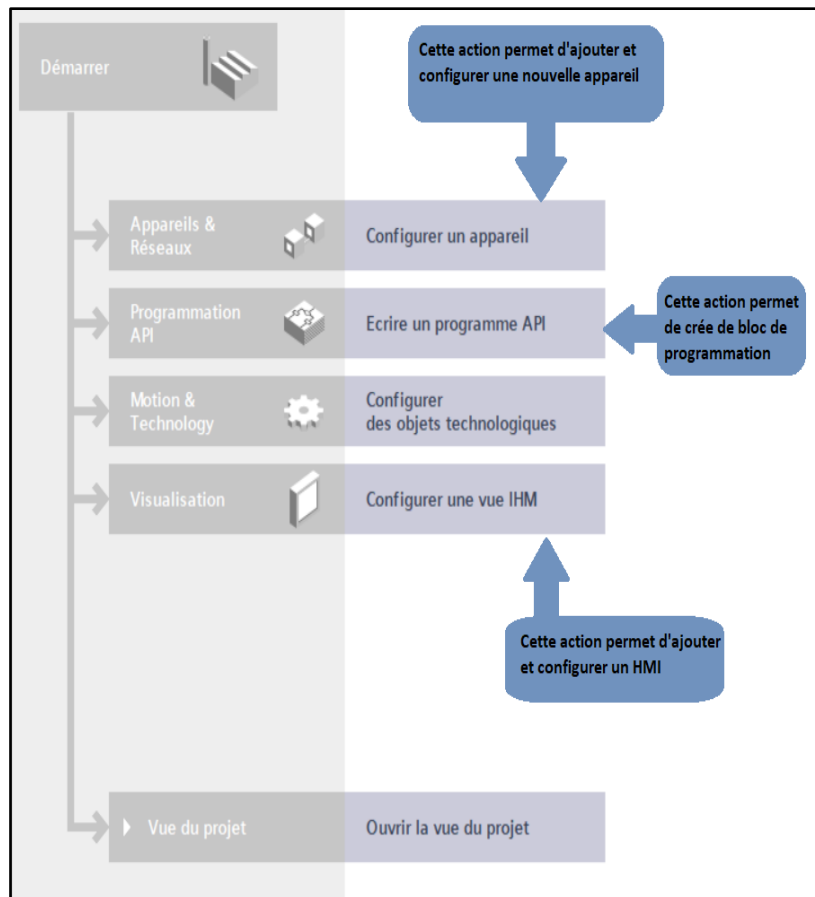 Démarrer
Cette action permet d'ajouter et
configurer une nouvelle appareil
Appareils &
Réseaux
Configurer un appareil
Programmation
API
Ecrire un programme API
Cette action permet
de crée de bloc de
programmation
Motion &
Technology
Configurer
des objets technologiques
Visualisation
Configurer une vue IHM
Cette action permet d'ajouter
et configurer un HMI
Vue du projet
Ouvrir la vue du projet